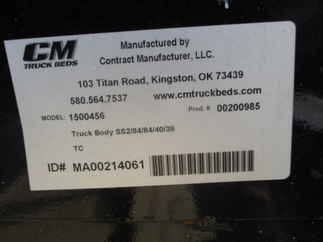 CM
TRUCK BEDS
Manufactured by
Contract Manufacturer, LLC.
103 Titan Road, Kingston, OK 73439
580.564.7537 www.cmtruckbeds.com
MODEL: 1500456 Prod. # 00200985
Truck Body SS2/84/84/40/38
TC
ID# MA00214061